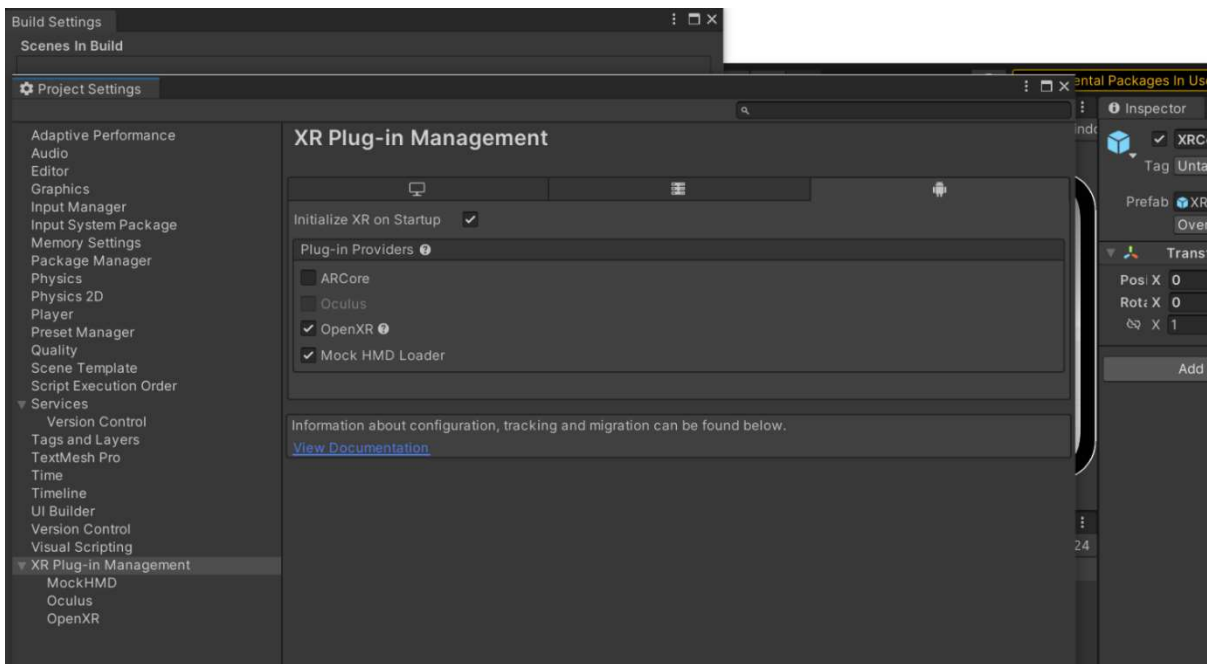 Build Settings
Scenes In Build
Project Settings
ental Packages In Us
Inspector
Adaptive Performance
Audio
Editor
Graphics
Input Manager
Input System Package
Memory Settings
Package Manager
Physics
Physics 2D
Player
Preset Manager
Quality
Scene Template
Script Execution Order
Services
Version Control
Tags and Layers
TextMesh Pro
Time
Timeline
UI Builder
Version Control
Visual Scripting
XR Plug-in Management
MockHMD
Oculus
OpenXR
XR Plug-in Management
Initialize XR on Startup
Plug-in Providers
ARCore
Oculus
OpenXR
Mock HMD Loader
Information about configuration, tracking and migration can be found below.
View Documentation
indo
24
XRC
Tag Unta
Prefab XR
Over
Trans
Posi X 0
Rota X 0
X 1
Add